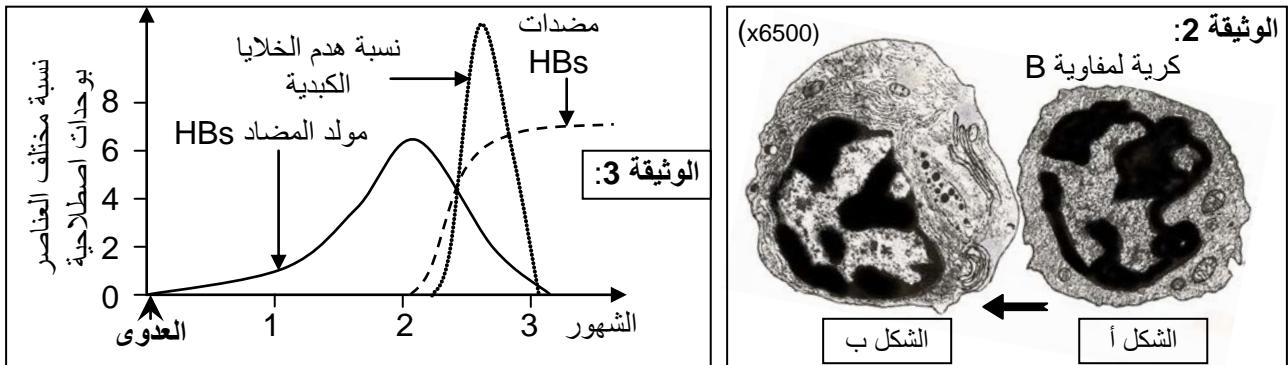 الوثيقة 2:
(x6500)
كرية لمفاوية B
الشكل أ
الشكل ب
مضدات
HBs
نسبة هدم الخلايا
الكبدية
مولد المضاد HBs
الوثيقة 3:
نسبة مختلف العناصر
بوحدات اصطلاحية
8
6
4
2
0
1
2
3
الشهور
العدوى